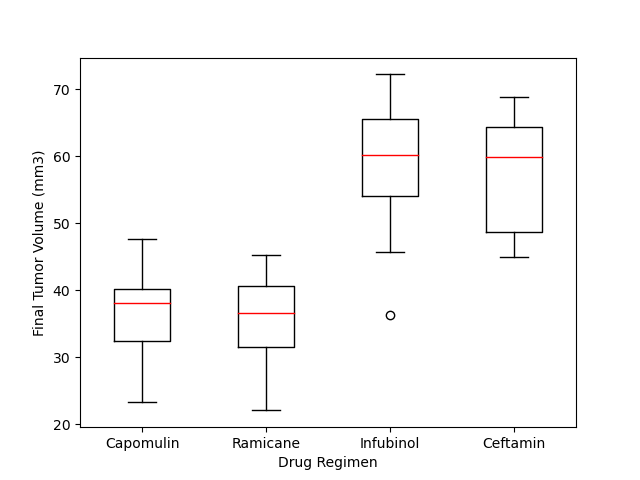 Final Tumor Volume (mm3)
70
60
50
40
30
20
Capomulin Ramicane Infubinol Ceftamin
Drug Regimen